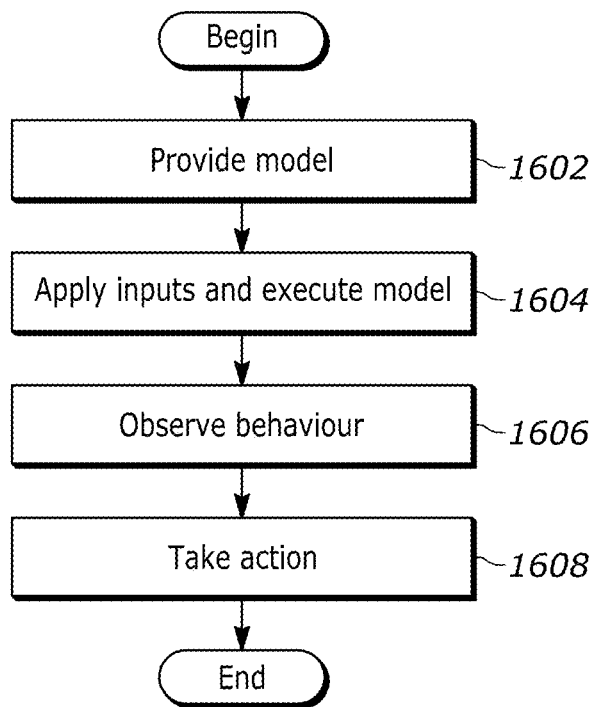 Begin
Provide model
1602
Apply inputs and execute model
1604
Observe behaviour
1606
Take action
1608
End